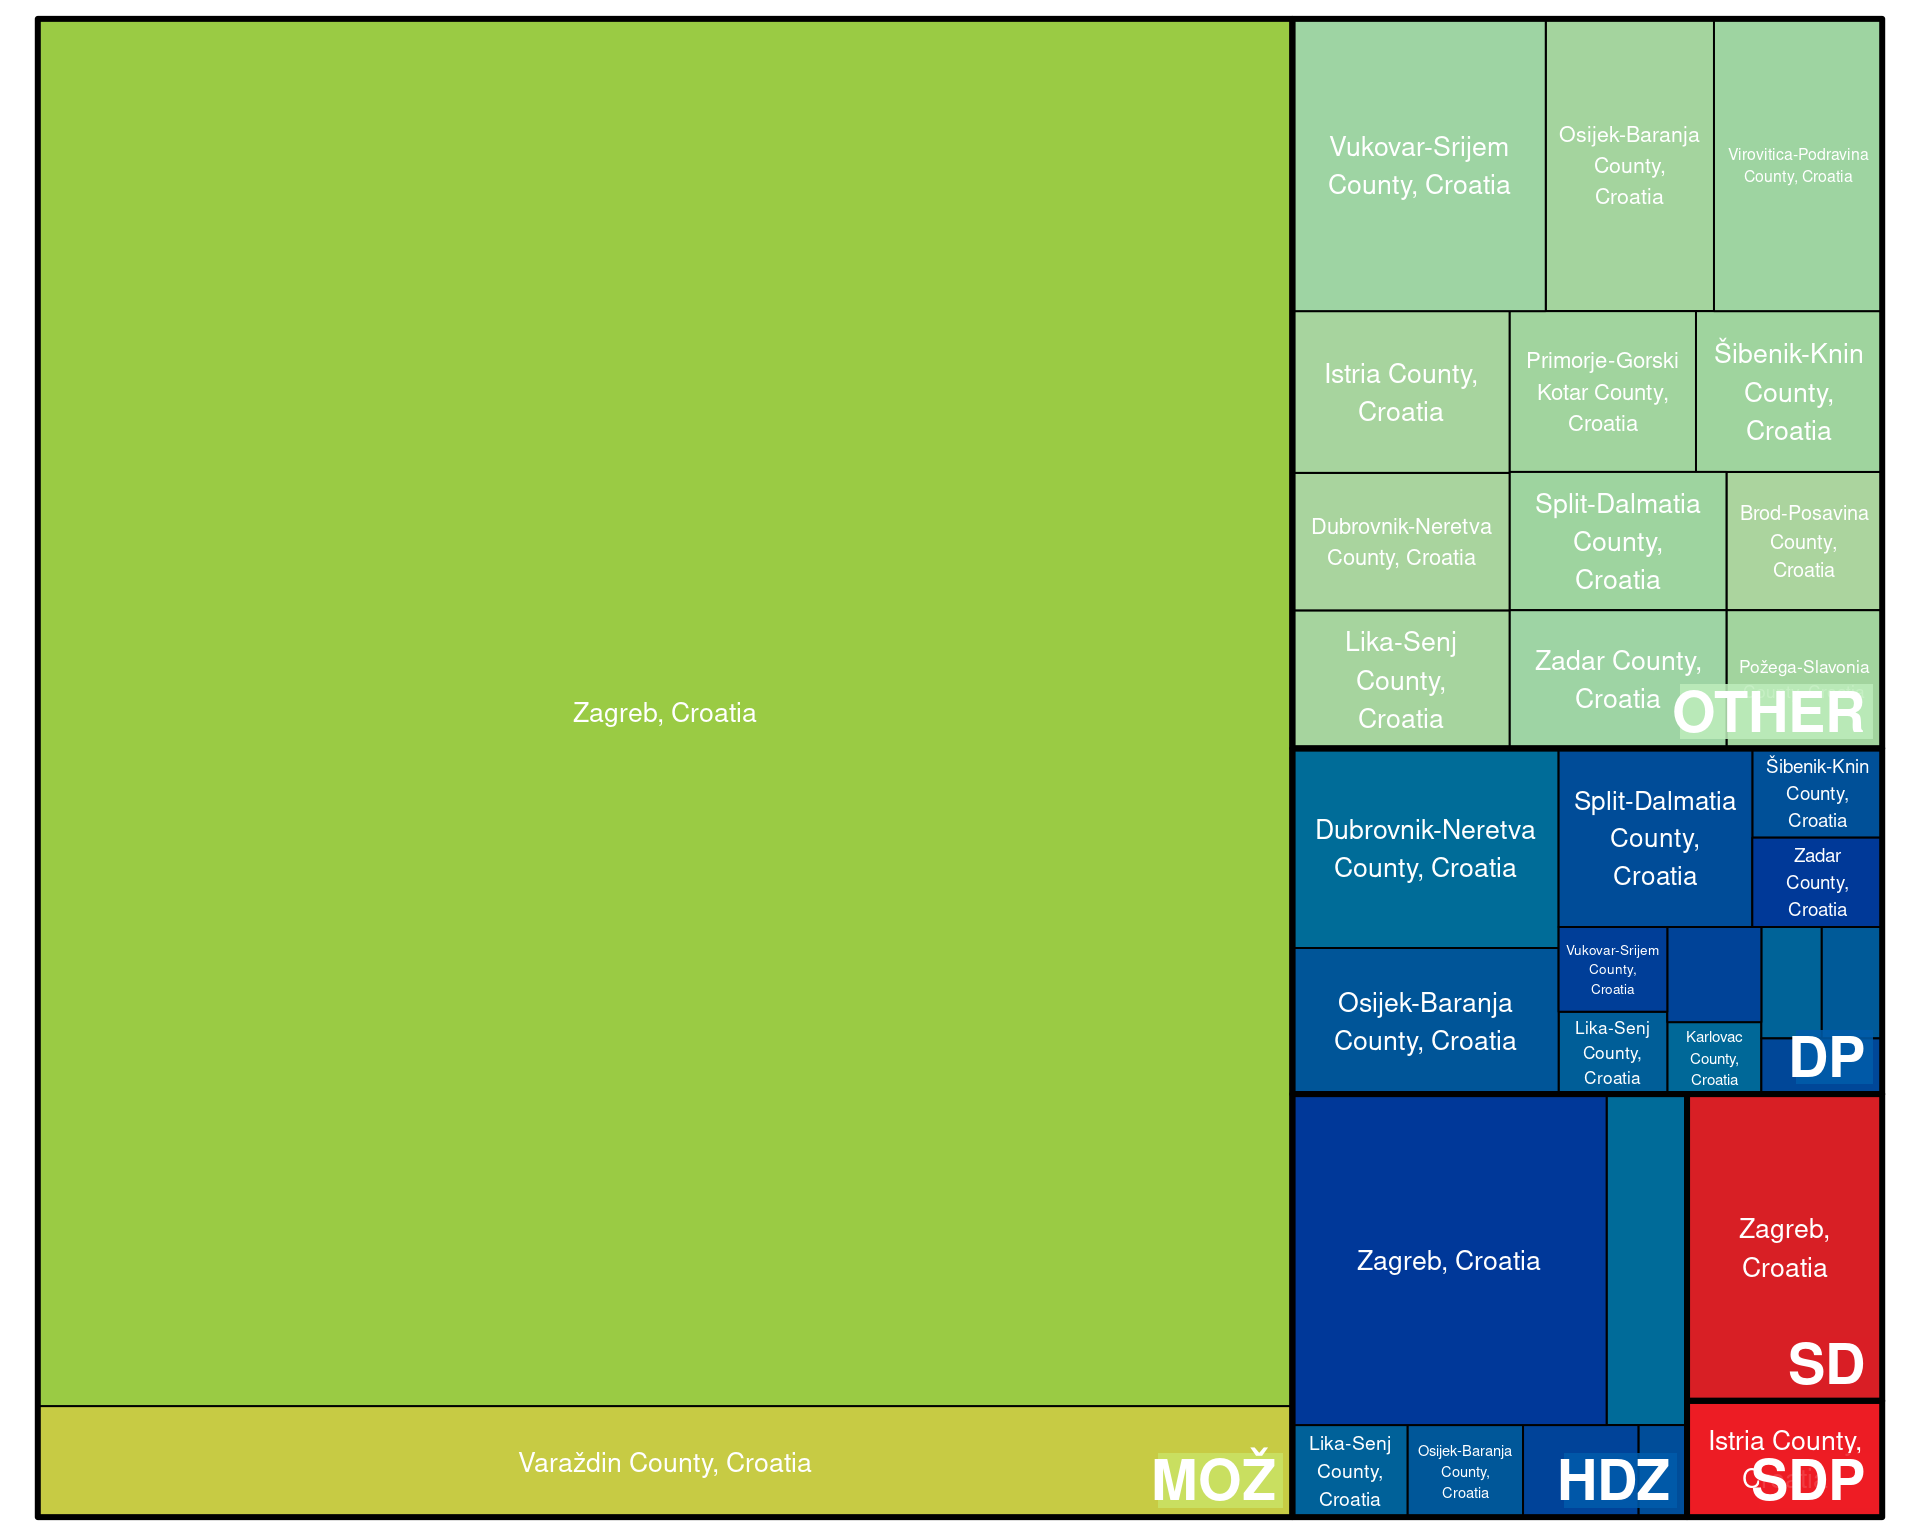 Zagreb, Croatia
Varaždin County, Croatia
MOŽ
Vukovar-Srijem
County, Croatia
Osijek-Baranja
County,
Croatia
Virovitica-Podravina
County, Croatia
Istria County,
Croatia
Primorje-Gorski
Kotar County,
Croatia
Šibenik-Knin
County,
Croatia
Dubrovnik-Neretva
County, Croatia
Split-Dalmatia
County,
Croatia
Brod-Posavina
County,
Croatia
Lika-Senj
County,
Croatia
Zadar County,
Croatia
Požega-Slavonia
OTHER
Dubrovnik-Neretva
County, Croatia
Split-Dalmatia
County,
Croatia
Šibenik-Knin
County,
Croatia
Zadar
County,
Croatia
Osijek-Baranja
County, Croatia
Vukovar-Srijem
County,
Croatia
Lika-Senj
County,
Croatia
Karlovac
County,
Croatia
DP
Zagreb, Croatia
Lika-Senj
County,
Croatia
Osijek-Baranja
County,
Croatia
HDZ
Zagreb,
Croatia
SD
Istria County,
SDP